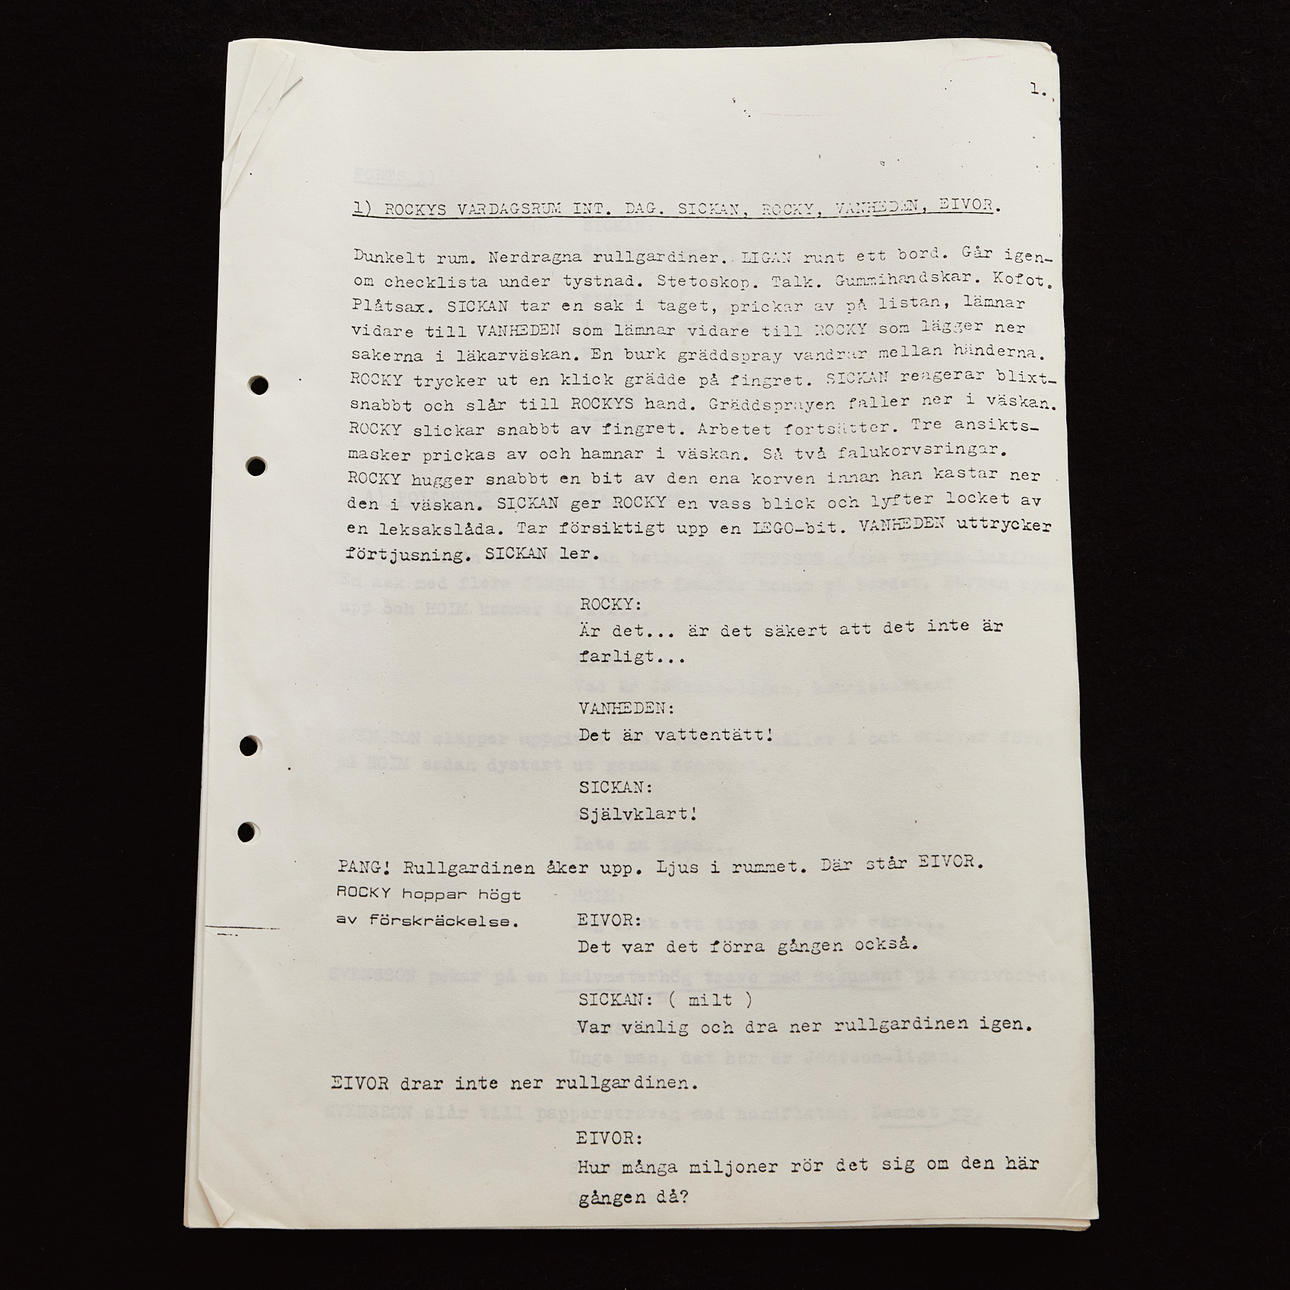 1.
1) ROCKYS VARDAGSRUM INT. DAG. SICKAN, ROCKY, VANHEDEN, EIVOR.
Dunkelt rum. Nerdragna rullgardiner. LIGAN runt ett bord. Går igen-
om checklista under tystnad. Stetoskop. Talk. Gummihandskar. Kofot.
Plåtsax. SICKAN tar en sak i taget, prickar av på listan, lämnar
vidare till VANHEDEN som lämnar vidare till ROCKY som lägger ner
sakerna i läkarväskan. En burk gräddspray vandrar mellan händerna.
ROCKY trycker ut en klick grädde på fingret. SICKAN reagerar blixt-
snabbt och slår till ROCKYS hand. Gräddsprayen faller ner i väskan.
ROCKY slickar snabbt av fingret. Arbetet fortsätter. Tre ansikts-
masker prickas av och hamnar i väskan. Så två falukorvsringar.
ROCKY hugger snabbt en bit av den ena korven innan han kastar ner
den i väskan. SICKAN ger ROCKY en vass blick och lyfter locket av
en leksakslåda. Tar försiktigt upp en LEGO-bit. VANHEDEN uttrycker
förtjusning. SICKAN ler.
ROCKY:
Är det... är det säkert att det inte är
farligt...
VANHEDEN:
Det är vattentätt!
SICKAN:
Självklart!
PANG! Rullgardinen åker upp. Ljus i rummet. Där står EIVOR.
ROCKY hoppar högt
av förskräckelse.
EIVOR:
Det var det förra gången också.
SICKAN: ( milt )
Var vänlig och dra ner rullgardinen igen.
EIVOR drar inte ner rullgardinen.
EIVOR:
Hur många miljoner rör det sig om den här
gången då?